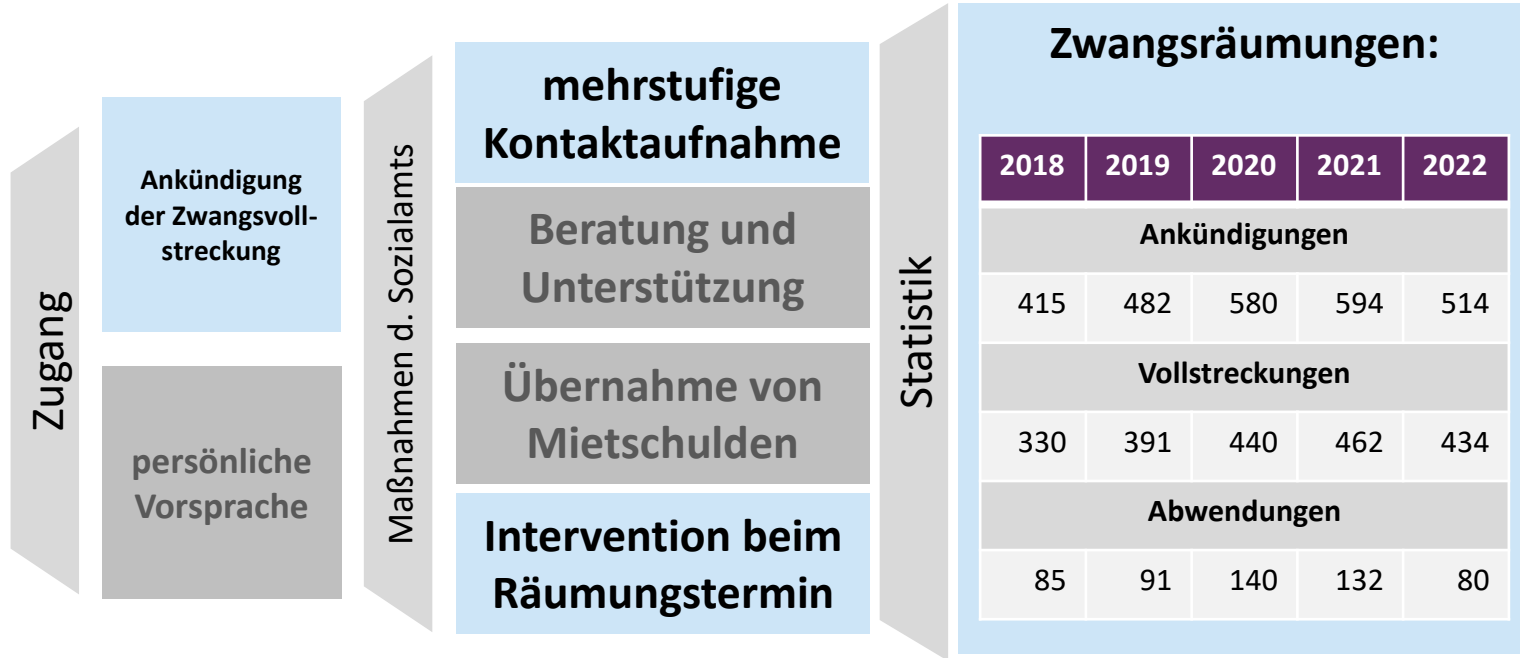 Zugang
Ankündigung
der Zwangsvoll-
streckung
persönliche
Vorsprache
Maßnahmen d. Sozialamts
mehrstufige
Kontaktaufnahme
Beratung und
Unterstützung
Übernahme von
Mietschulden
Intervention beim
Räumungstermin
Statistik
Zwangsräumungen:
2018 2019 2020 2021 2022
Ankündigungen
415 482 580 594 514
Vollstreckungen
330 391 440 462 434
Abwendungen
85 91 140 132 80